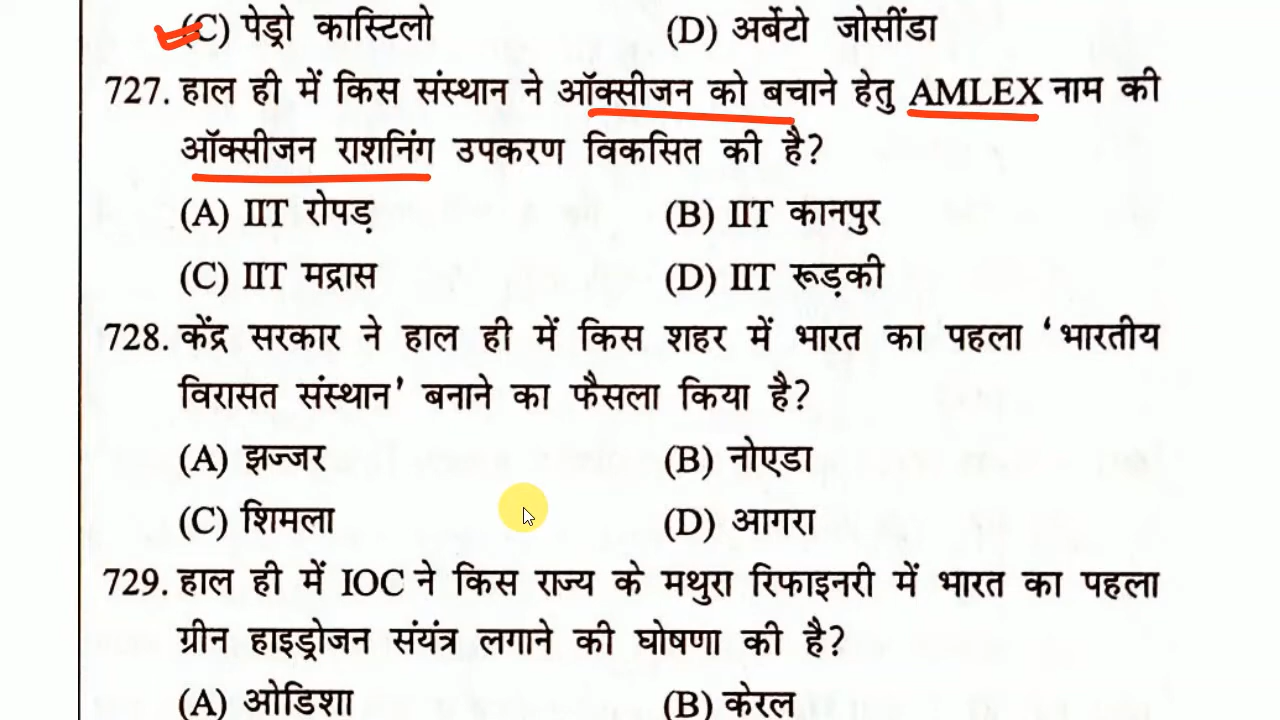 (C) पेड्रो कास्टिलो (D) अर्बेटो जोसींडा
727. हाल ही में किस संस्थान ने ऑक्सीजन को बचाने हेतु AMLEX नाम की
ऑक्सीजन राशनिंग उपकरण विकसित की है?
(A) IIT रोपड़ (B) IIT कानपुर
(C) IIT मद्रास (D) IIT रूड़की
728. केंद्र सरकार ने हाल ही में किस शहर में भारत का पहला ‘भारतीय
विरासत संस्थान’ बनाने का फैसला किया है?
(A) झज्जर (B) नोएडा
(C) शिमला (D) आगरा
729. हाल ही में IOC ने किस राज्य के मथुरा रिफाइनरी में भारत का पहला
ग्रीन हाइड्रोजन संयंत्र लगाने की घोषणा की है?
(A) ओडिशा (B) केरल